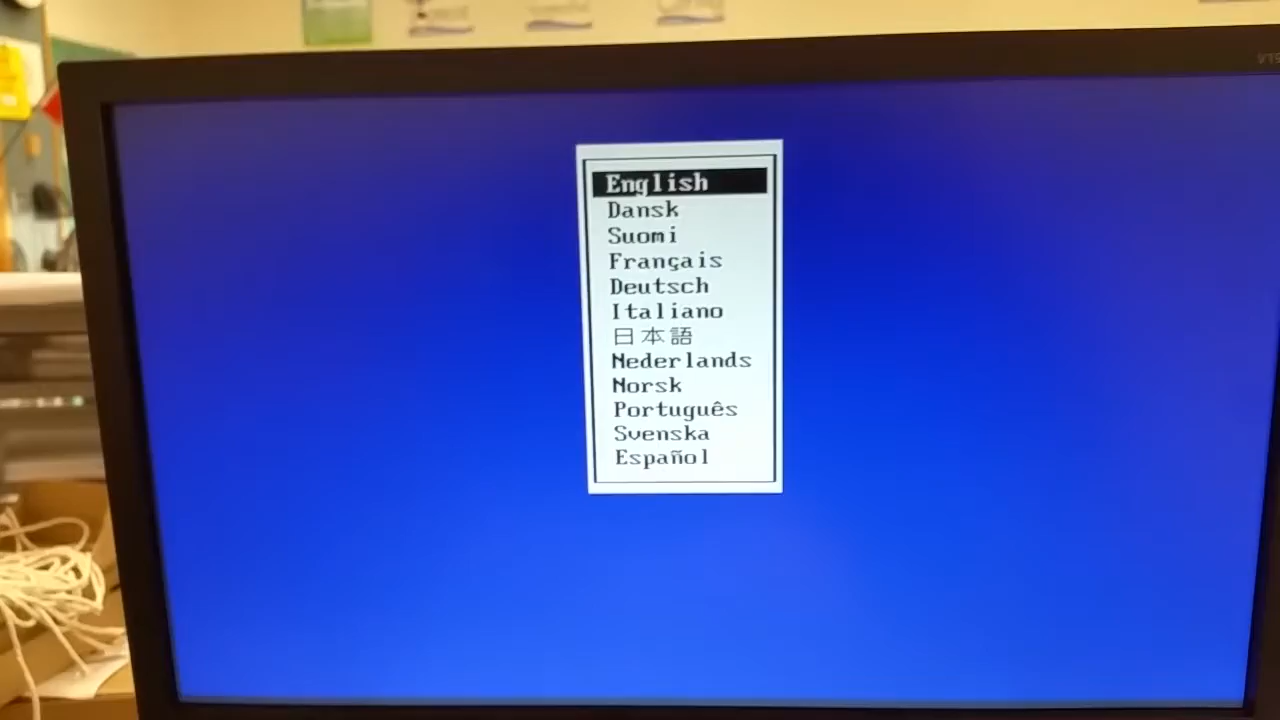 English
Dansk
Suomi
Français
Deutsch
Italiano
日本語
Nederlands
Norsk
Português
Svenska
Español